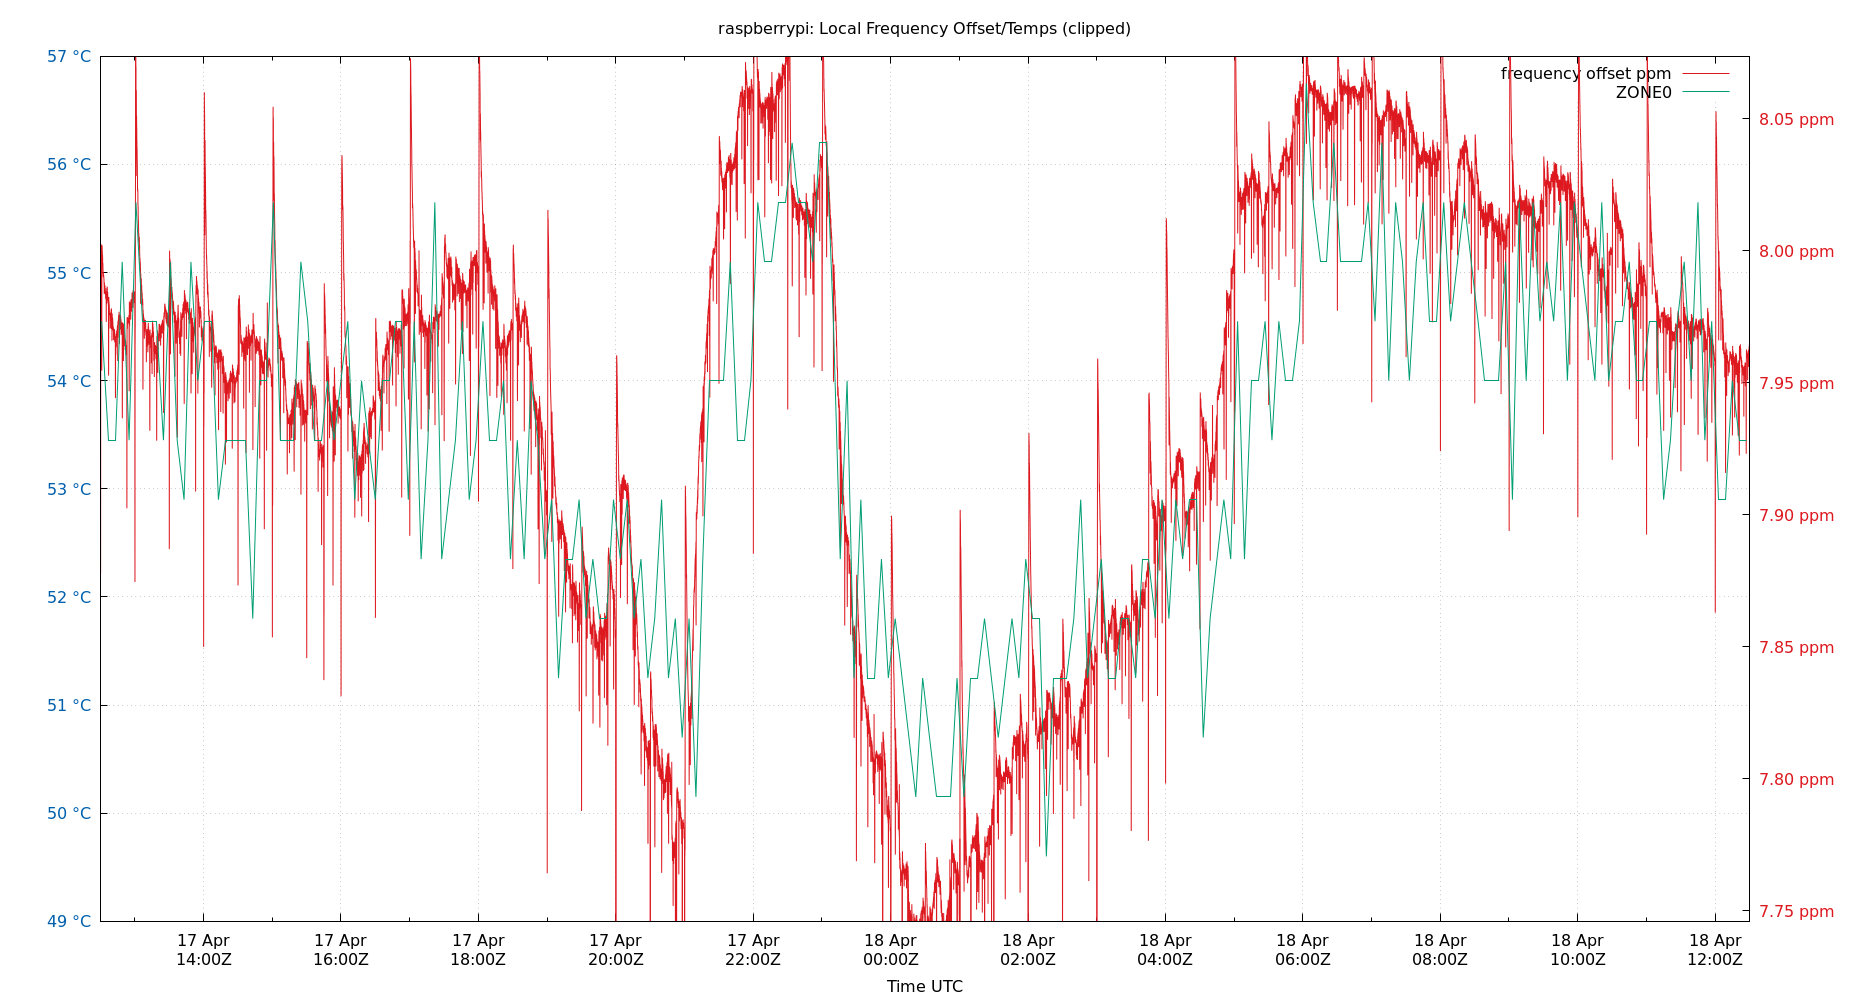 raspberrypi: Local Frequency Offset/Temps (clipped)
57 °C
56 °C
55 °C
54 °C
53 °C
52 °C
51 °C
50 °C
49 °C
frequency offset ppm
ZONE0
8.05 ppm
8.00 ppm
7.95 ppm
7.90 ppm
7.85 ppm
7.80 ppm
7.75 ppm
17 Apr 17 Apr 17 Apr 17 Apr 17 Apr 18 Apr 18 Apr 18 Apr 18 Apr 18 Apr 18 Apr 18 Apr
14:00Z 16:00Z 18:00Z 20:00Z 22:00Z 00:00Z 02:00Z 04:00Z 06:00Z 08:00Z 10:00Z 12:00Z
Time UTC